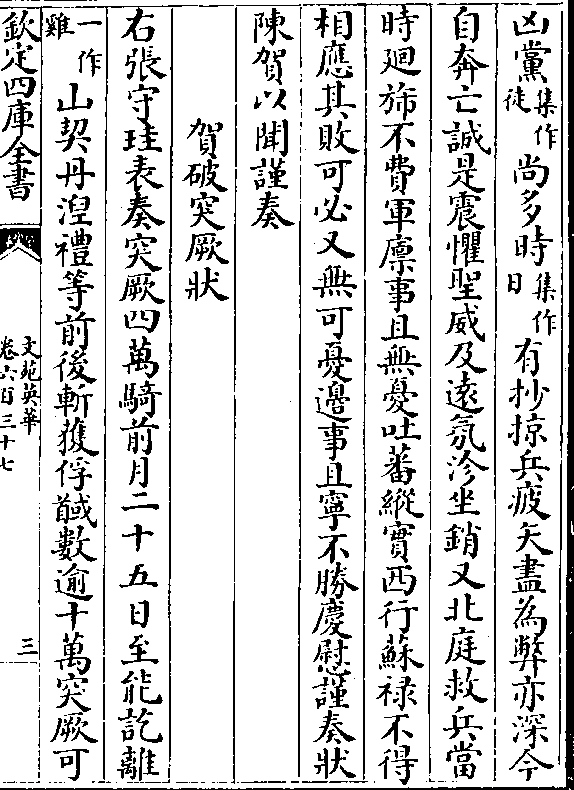 凶黨集作徒尚多時集作日有抄掠兵疲矢盡為弊亦深今
自奔亡誠是震懼聖威及遠氛沴坐銷又北庭救兵當
時廻斾不費軍廪事且無憂吐蕃縱實西行蘇禄不得
相應其敗可必又無可憂邊事且寧不勝慶慰謹奏狀
陳賀以聞謹奏
賀破突厥狀
右張守珪表奏突厥四萬騎前月二十五日至能訖離
一作雞山契丹湼禮等前後斬獲俘馘數逾十萬突厥可
欽定四庫全書
文苑英華
卷六百三十七
三